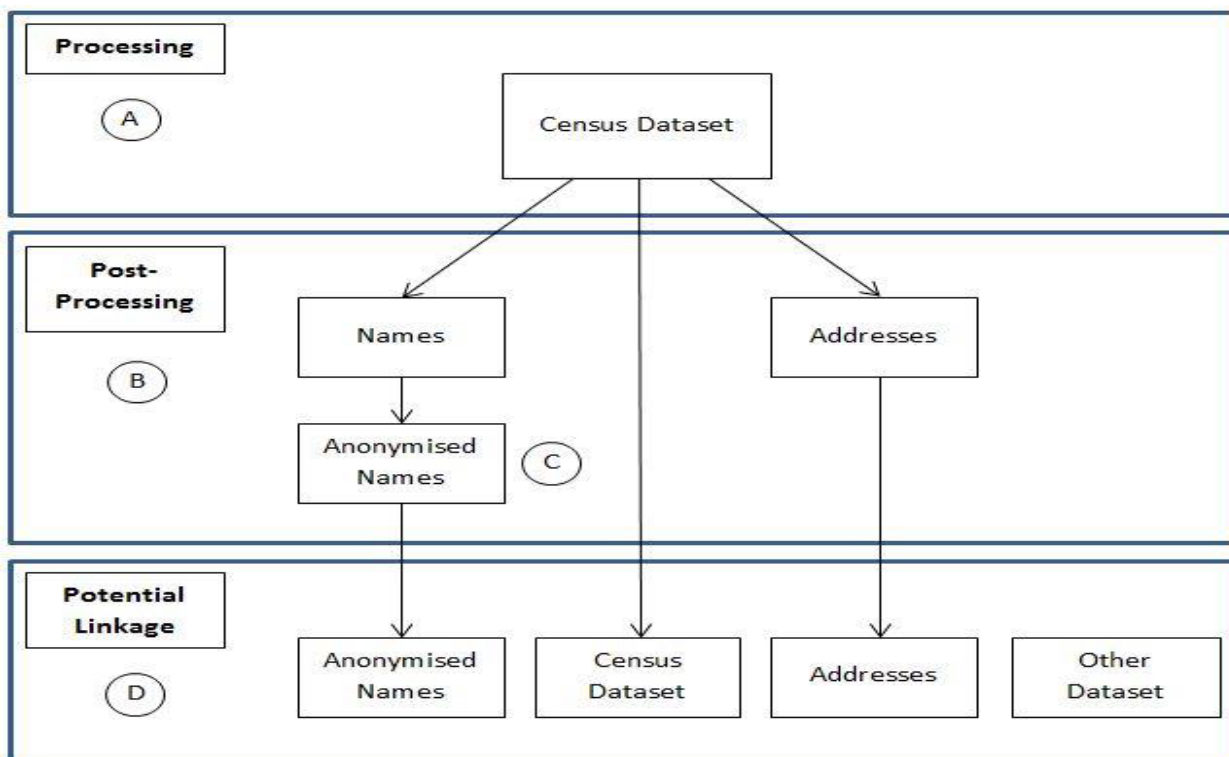 Processing
A
Census Dataset
Post-
Processing
B
Names
Addresses
Anonymised
Names
C
Potential
Linkage
D
Anonymised
Names
Census
Dataset
Addresses
Other
Dataset